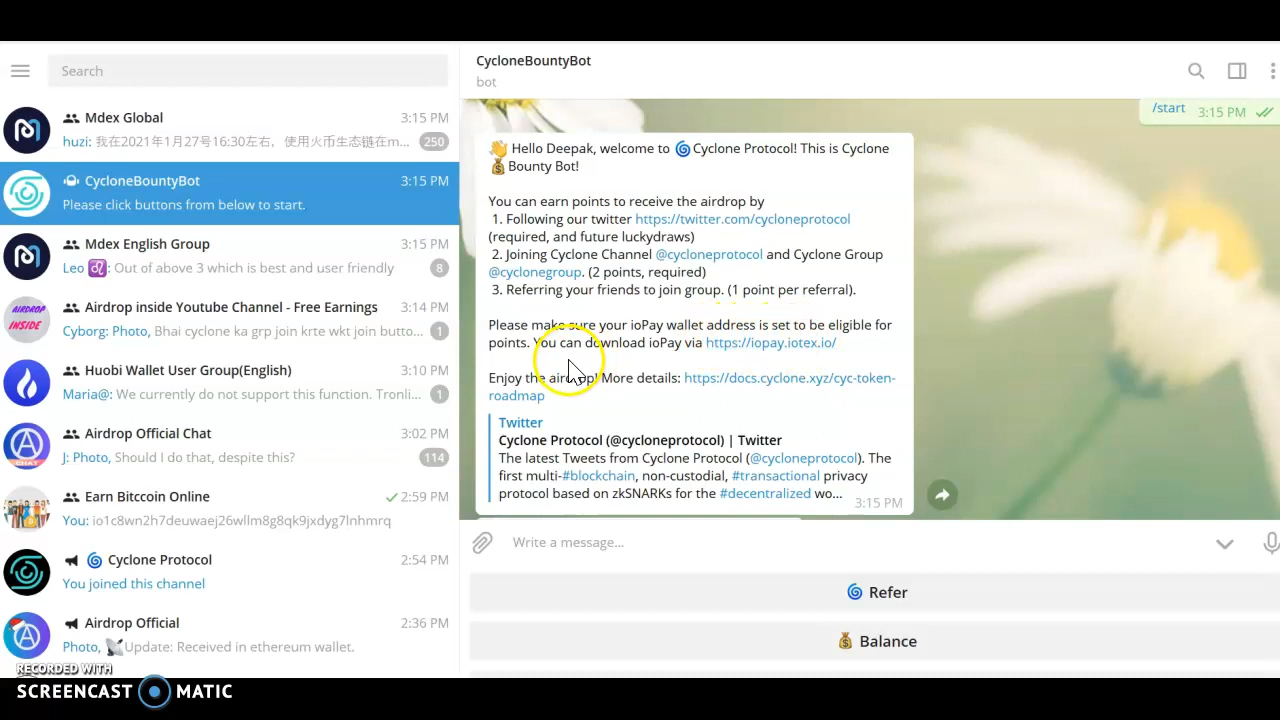 Search
Mdex Global
3:15 PM
huzi: 我在2021年1月27号16:30左右，使用火币生态链在m...
250
CycloneBountyBot
3:15 PM
Please click buttons from below to start.
Mdex English Group
3:15 PM
Leo ♌: Out of above 3 which is best and user friendly
8
AIRDROP INSIDE
Airdrop inside Youtube Channel - Free Earnings
3:14 PM
Cyborg: Photo, Bhai cyclone ka grp join krte wkt join butto...
1
Huobi Wallet User Group(English)
3:10 PM
Maria@: We currently do not support this function. Tronli...
1
CHAT
Airdrop Official Chat
3:02 PM
J: Photo, Should I do that, despite this?
114
Earn Bitccoin Online
2:59 PM
You: io1c8wn2h7deuwaej26wllm8g8qk9jxdyg7lnhmrq
Cyclone Protocol
2:54 PM
You joined this channel
Airdrop Official
2:36 PM
Photo, Update: Received in ethereum wallet.
RECORDED WITH
SCREENCAST MATIC
CycloneBountyBot
bot
/start 3:15 PM
👋 Hello Deepak, welcome to 🌀Cyclone Protocol! This is Cyclone
💰Bounty Bot!
You can earn points to receive the airdrop by
1. Following our twitter https://twitter.com/cycloneprotocol
(required, and future luckydraws)
2. Joining Cyclone Channel @cycloneprotocol and Cyclone Group
@cyclonegroup. (2 points, required)
3. Referring your friends to join group. (1 point per referral).
Please make sure your ioPay wallet address is set to be eligible for
points. You can download ioPay via https://iopay.iotex.io/
Enjoy the airdrop! More details: https://docs.cyclone.xyz/cyc-token-
roadmap
Twitter
Cyclone Protocol (@cycloneprotocol) | Twitter
The latest Tweets from Cyclone Protocol (@cycloneprotocol). The
first multi-#blockchain, non-custodial, #transactional privacy
protocol based on zkSNARKs for the #decentralized wo...
3:15 PM
Write a message...
🌀 Refer
💰 Balance